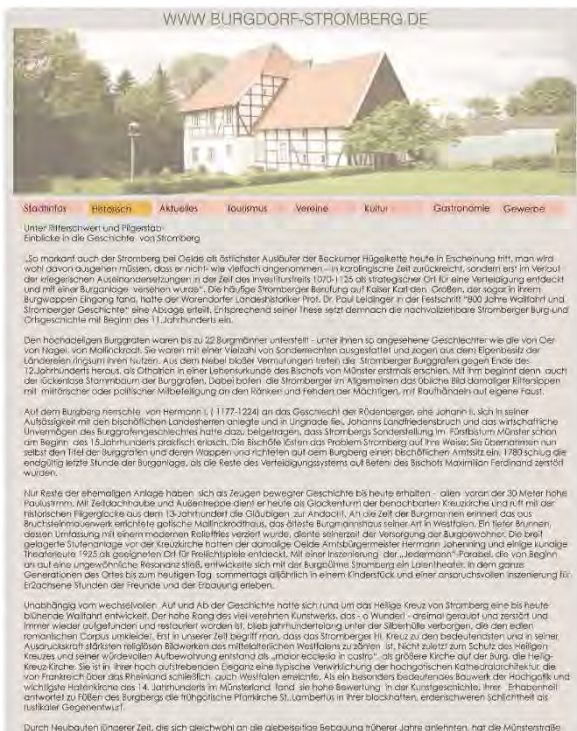 WWW.BURGDORF-STROMBERG.DE
Stadtinfos Historisch Aktuelles Tourismus Vereine Kultur Gastronomie Gewerbe
Unter Ritterschwert und Pilgerstab
Einblicke in die Geschichte von Stromberg
„So markant auch der Stromberg bei Oelde als östlichster Ausläufer der Beckumer Hügelkette heute in Erscheinung tritt, man wird
wohl davon ausgehen müssen, dass er nicht- wie vielfach angenommen – in karolingische Zeit zurückreicht, sondern erst im Verlauf
der kriegerischen Auseinandersetzungen in der Zeit des Investiturstreits 1070-1125 als strategischer Ort für eine Verteidigung entdeckt
und mit einer Burganlage versehen wurde". Die häufige Stromberger Berufung auf Kaiser Karl den Großen, der sogar in ihrem
Burgwappen Eingang fand, hatte der Warendorfer Landeshistoriker Prof. Dr. Paul Leidinger in der Festschrift "800 Jahre Wallfahrt und
Stromberger Geschichte" eine Absage erteilt. Entsprechend seiner These setzt demnach die nachvollziehbare Stromberger Burg-und
Ortsgeschichte mit Beginn des 11.Jahrhunderts ein.
Den hochadeligen Burggrafen waren bis zu 22 Burgmänner unterstellt - unter ihnen so angesehene Geschlechter wie die von Oer
von Nagel, von Mallinckrodt. Sie waren mit einer Vielzahl von Sonderrechten ausgestattet und zogen aus dem Eigenbesitz der
Ländereien ringsum ihren Nutzen. Aus dem Nebel bloßer Vermutungen treten die Stromberger Burggrafen gegen Ende des
12.Jahrhunderts heraus, als Othatrich in einer Lebensurkunde des Bischofs von Münster erstmals erschien. Mit ihm beginnt denn auch
der lückenlose Stammbaum der Burggrafen. Dabei boten die Stromberger im Allgemeinen das übliche Bild damaliger Rittersippen
mit militärischer oder politischer Mitbeteiligung an den Ränken und Fehden der Mächtigen, mit Raufhändeln auf eigene Faust.
Auf dem Burgberg herrschte von Hermann I. ( 1177-1224) an das Geschlecht der Rüdenberger, ehe Johann II. sich in seiner
Aufsässigkeit mit den bischöflichen Landesherren anlegte und in Ungnade fiel. Johanns Landfriedensbruch und das wirtschaftliche
Unvermögen des Burggrafengeschlechtes hatte dazu beigetragen, dass Strombergs Sonderstellung im Fürstbistum Münster schon
am Beginn des 15.Jahrhunderts praktisch erlosch. Die Bischöfe lösten das Problem Stromberg auf ihre Weise: Sie übernahmen nun
selbst den Titel der Burggrafen und deren Wappen und richteten auf dem Burgberg einen bischöflichen Amtssitz ein. 1780 schlug die
endgültig letzte Stunde der Burganlage, als die Reste des Verteidigungssystems auf Befehl des Bischofs Maximilian Ferdinand zerstört
wurden.
Nur Reste der ehemaligen Anlage haben sich als Zeugen bewegter Geschichte bis heute erhalten - allen voran der 30 Meter hohe
Paulusturm. Mit Zeltdachhaube und Außentreppe dient er heute als Glockenturm der benachbarten Kreuzkirche und ruft mit der
historischen Pilgerglocke aus dem 13.Jahrhundert die Gläubigen zur Andacht. An die Zeit der Burgmannen erinnert das aus
Bruchsteinmauerwerk errichtete gotische Mallinckrodthaus, das älteste Burgmannshaus seiner Art in Westfalen. Ein tiefer Brunnen,
dessen Umfassung mit einem modernen Relieffries verziert wurde, diente seinerzeit der Versorgung der Burgbewohner. Die breit
gelagerte Stufenanlage vor der Kreuzkirche hatten der damalige Oelde Amtsbürgermeister Hermann Johenning und einige kundige
Theaterleute 1925 als geeigneten Ort für Freilichtspiele entdeckt. Mit einer Inszenierung der „Jedermann"-Parabel, die von Beginn
an auf eine ungewöhnliche Resonanz stieß, entwickelte sich mit der Burgbühne Stromberg ein Laientheater, in dem ganze
Generationen des Ortes bis zum heutigen Tag sommertags alljährlich in einem Kinderstück und einer anspruchsvollen Inszenierung für
Erwachsene Stunden der Freunde und der Erbauung erleben.
Unabhängig vom wechselvollen Auf und Ab der Geschichte hatte sich rund um das Heilige Kreuz von Stromberg eine bis heute
blühende Wallfahrt entwickelt. Der hohe Rang des viel verehrten Kunstwerks, das - o Wunder! - dreimal geraubt und zerstört und
immer wieder aufgefunden und restauriert worden ist, blieb jahrhundertelang unter der Silberhülle verborgen, die den edlen
romanischen Corpus umkleidet. Erst in unserer Zeit begriff man, dass das Stromberger Hl. Kreuz zu den bedeutendsten und in seiner
Ausdruckskraft stärksten religiösen Bildwerken des mittelalterlichen Westfalens zu zählen ist. Nicht zuletzt zum Schutz des Heiligen
Kreuzes und seiner würdevollen Aufbewahrung entstand als „maior ecclesia in castro", als größere Kirche auf der Burg, die Heilig-
Kreuz-Kirche. Sie ist in ihrer hoch aufstrebenden Eleganz eine typische Verwirklichung der hochgotischen Kathedralarchitektur, die
von Frankreich über das Rheinland schließlich auch Westfalen erreichte. Als ein besonders bedeutendes Bauwerk der Hochgotik und
wichtigste Hallenkirche des 14. Jahrhunderts im Münsterland fand sie hohe Bewertung in der Kunstgeschichte. Ihrer Erhabenheit
antwortet zu Füßen des Burgbergs die frühgotische Pfarrkirche St. Lambertus in ihrer blockhaften, erdenschweren Schlichtheit als
rustikaler Gegenentwurf.
Durch Neubauten jüngerer Zeit, die sich gleichwohl an die giebelseitige Bebauung früherer Jahre anlehnten, hat die Münsterstraße